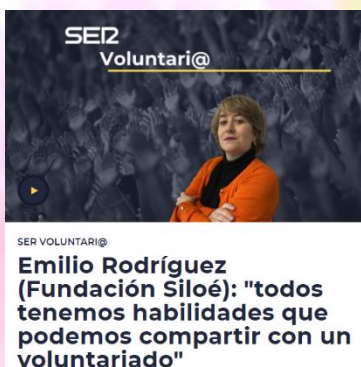 SER
Voluntari@
SER VOLUNTARI@
Emilio Rodríguez
(Fundación Siloé): "todos
tenemos habilidades que
podemos compartir con un
voluntariado"